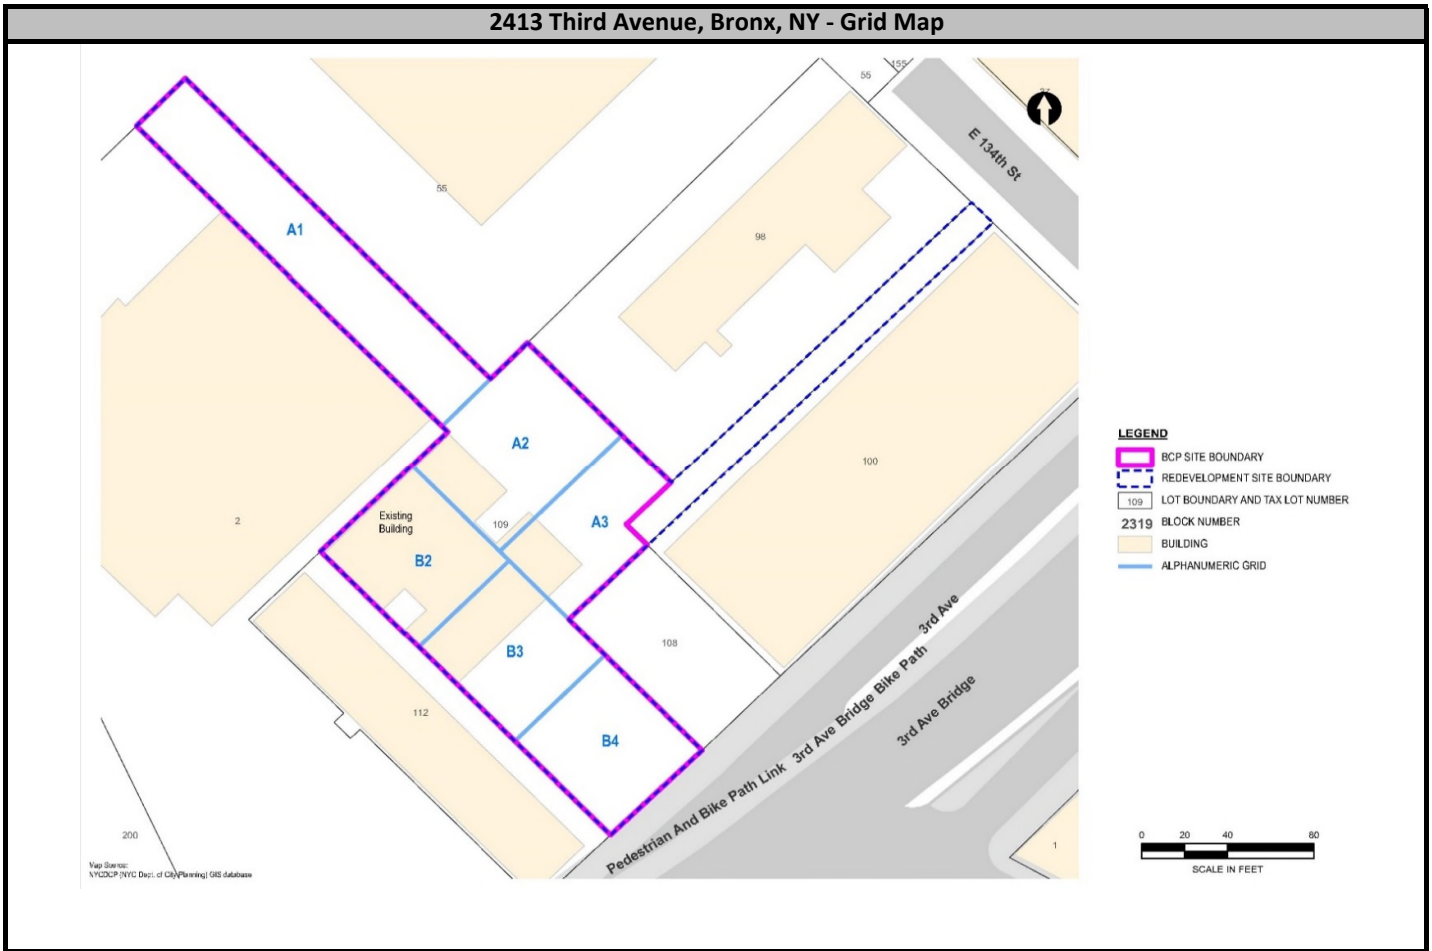 2413 Third Avenue, Bronx, NY - Grid Map
55
155
E 134th St
55
A1
98
A2
100
109
A3
Existing
Building
2
B2
B3
108
112
B4
3rd Ave
3rd Ave Bridge Bike Path
3rd Ave Bridge
Pedestrian And Bike Path Link
200
1
Map Source:
NYCDCP (NYC Dept. of City Planning) GIS database
LEGEND
BCP SITE BOUNDARY
REDEVELOPMENT SITE BOUNDARY
109 LOT BOUNDARY AND TAX LOT NUMBER
2319 BLOCK NUMBER
BUILDING
ALPHANUMERIC GRID
0 20 40 80
SCALE IN FEET